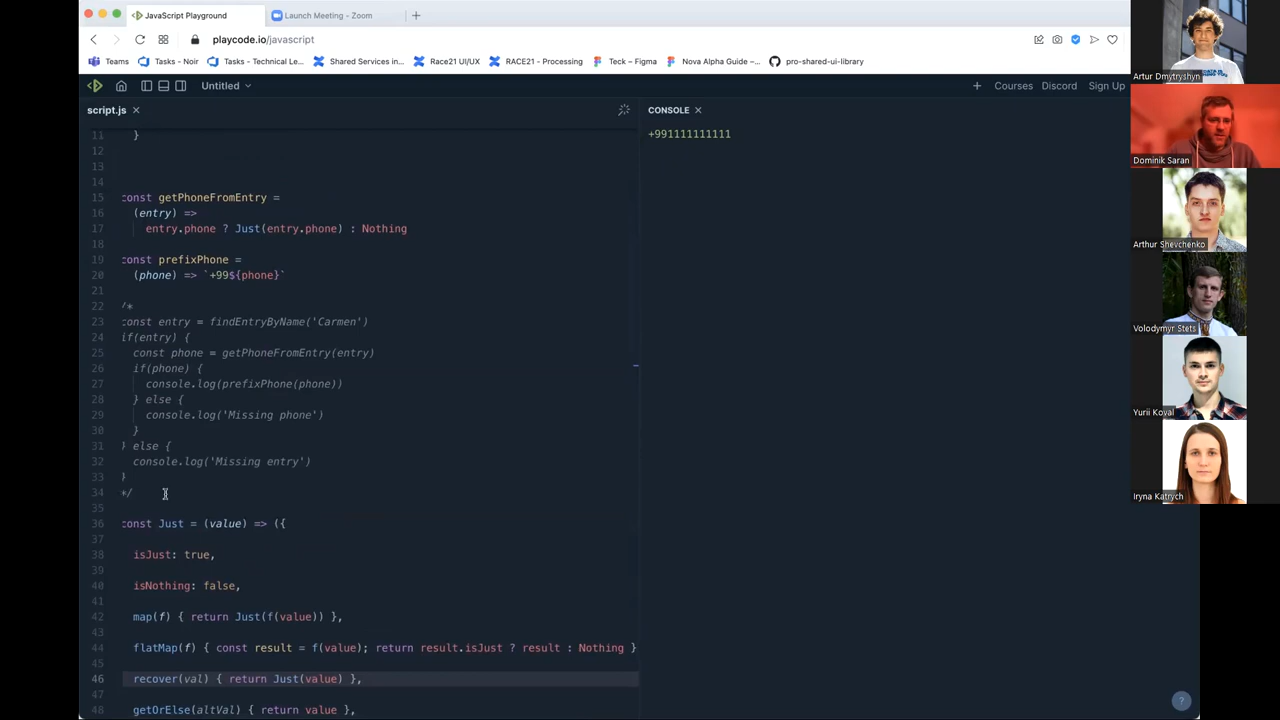 JavaScript Playground
Launch Meeting - Zoom
playcode.io/javascript
Teams
Tasks - Noir
Tasks - Technical Le...
Shared Services in...
Race21 UI/UX
RACE21 - Processing
Teck – Figma
Nova Alpha Guide –...
pro-shared-ui-library
Untitled
Courses
Discord
Sign Up
script.js
CONSOLE
+991111111111
11 }
12
13
14
15 const getPhoneFromEntry =
16 (entry) =>
17 entry.phone ? Just(entry.phone) : Nothing
18
19 const prefixPhone =
20 (phone) => `+99${phone}`
21
22 /*
23 const entry = findEntryByName('Carmen')
24 if(entry) {
25 const phone = getPhoneFromEntry(entry)
26 if(phone) {
27 console.log(prefixPhone(phone))
28 } else {
29 console.log('Missing phone')
30 }
31 } else {
32 console.log('Missing entry')
33 }
34 */
35
36 const Just = (value) => ({
37
38 isJust: true,
39
40 isNothing: false,
41
42 map(f) { return Just(f(value)) },
43
44 flatMap(f) { const result = f(value); return result.isJust ? result : Nothing }
45
46 recover(val) { return Just(value) },
47
48 getOrElse(altVal) { return value },
Artur Dmytryshyn
Dominik Saran
Arthur Shevchenko
Volodymyr Stets
Yurii Koval
Iryna Katrych